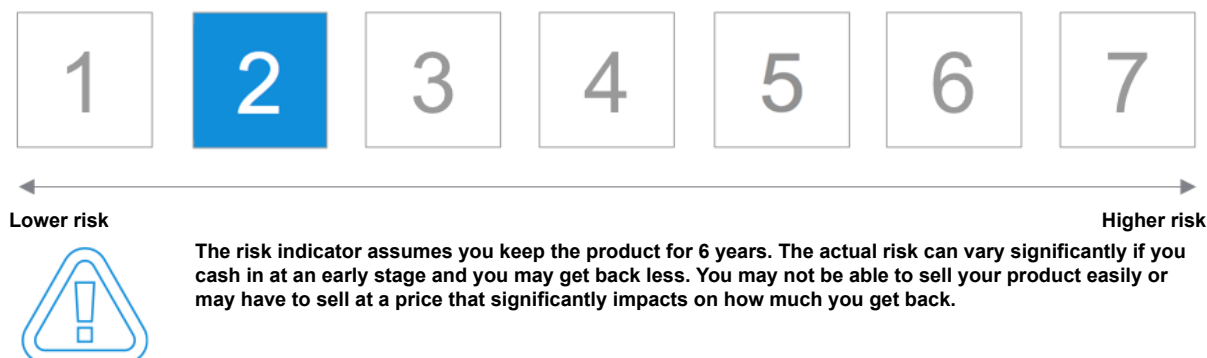 1 2 3 4 5 6 7
Lower risk Higher risk
The risk indicator assumes you keep the product for 6 years. The actual risk can vary significantly if you
cash in at an early stage and you may get back less. You may not be able to sell your product easily or
may have to sell at a price that significantly impacts on how much you get back.